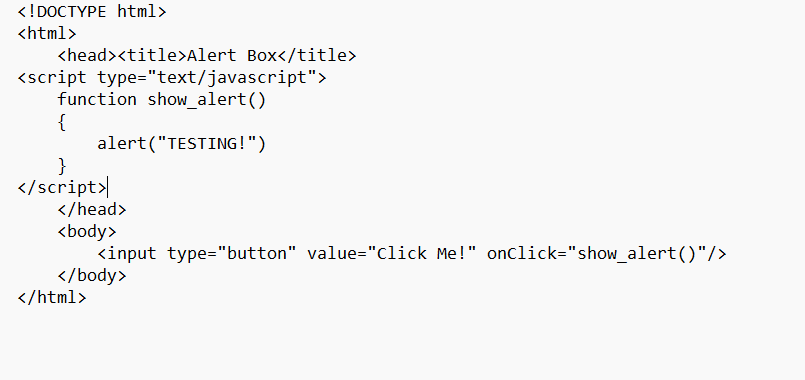 <!DOCTYPE html>
<html>
    <head><title>Alert Box</title>
<script type="text/javascript">
    function show_alert()
    {
        alert("TESTING!")
    }
</script>
    </head>
    <body>
        <input type="button" value="Click Me!" onClick="show_alert()"/>
    </body>
</html>